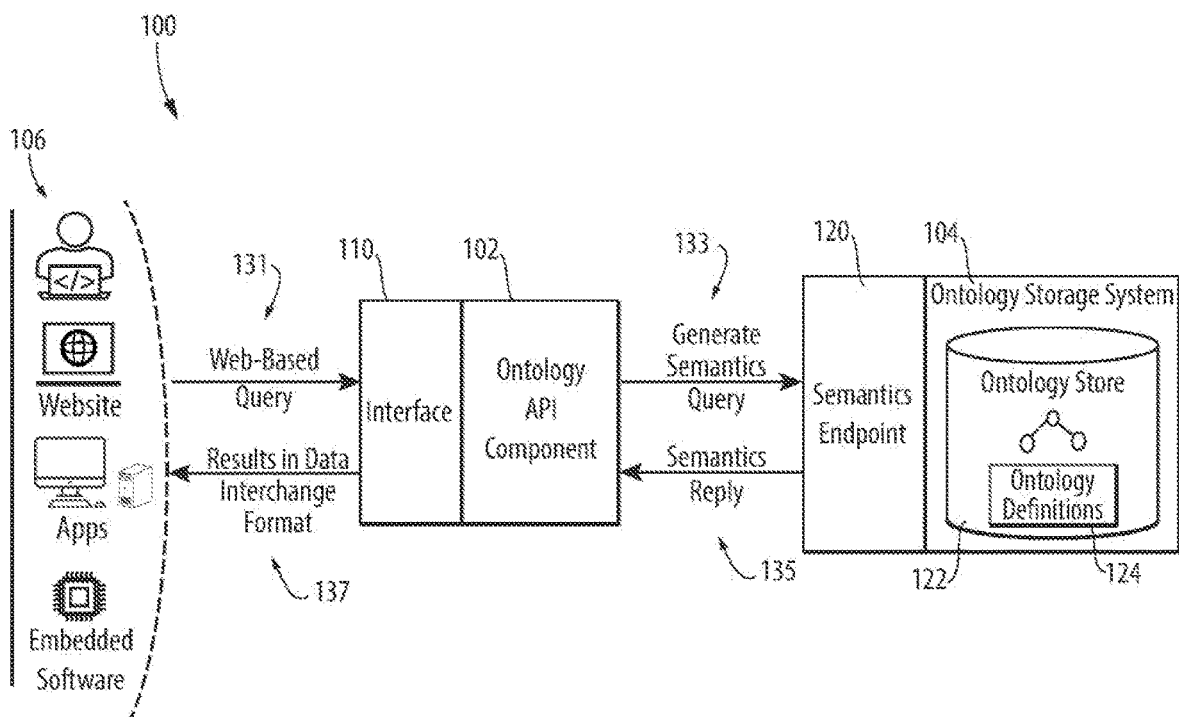 100
106
</>
Website
Apps
Embedded
Software
131
Web-Based
Query
Results in Data
Interchange
Format
137
110
102
Interface
Ontology
API
Component
133
Generate
Semantics
Query
Semantics
Reply
135
120
104
Semantics
Endpoint
Ontology Storage System
Ontology Store
Ontology
Definitions
122
124